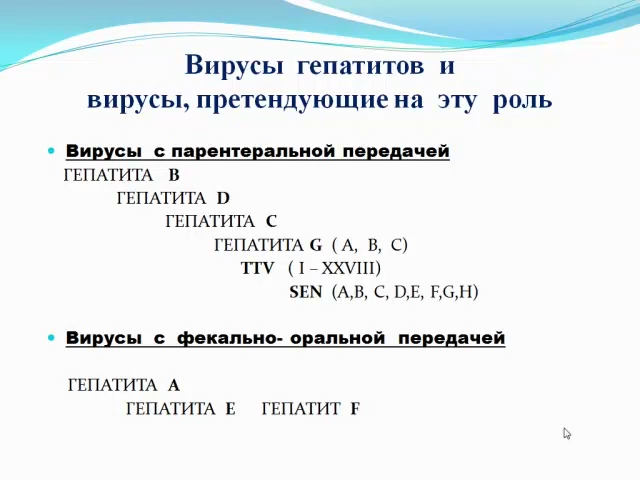 Вирусы гепатитов и
вирусы, претендующие на эту роль
Вирусы с парентеральной передачей
ГЕПАТИТА B
ГЕПАТИТА D
ГЕПАТИТА C
ГЕПАТИТА G ( A, B, C)
TTV ( I – XXVIII)
SEN (A,B, C, D,E, F,G,H)
Вирусы с фекально- оральной передачей
ГЕПАТИТА А
ГЕПАТИТА Е ГЕПАТИТ F